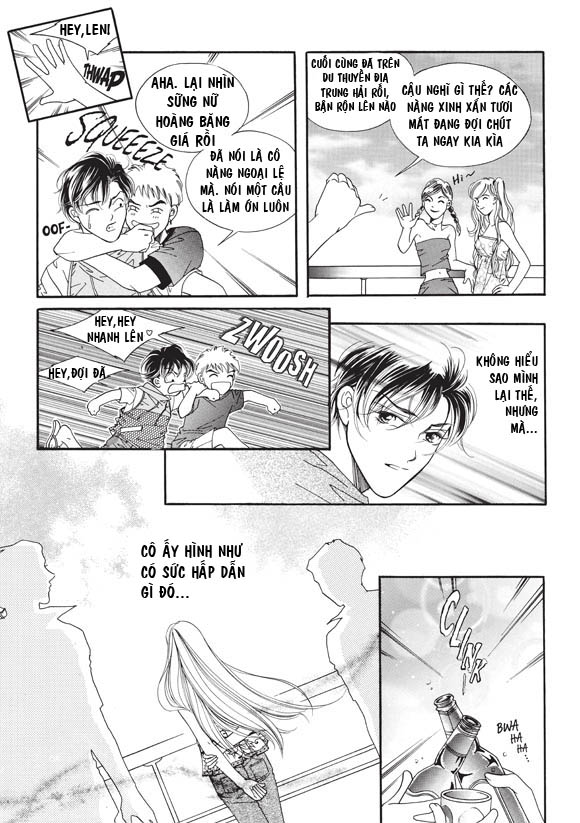 HEY,LENI
THWAP
AHA. LẠI NHÌN
SỮNG NỮ
HOÀNG BĂNG
GIÁ RỒI
SQUEEEZE
ĐÃ NÓI LÀ CÔ
NÀNG NGOẠI LỆ
MÀ. NÓI MỘT CÂU
LÀ LÀM ƠN LUÔN
OOF-
CUỐI CÙNG ĐÃ TRÊN
DU THUYỀN ĐỊA
TRUNG HẢI RỒI,
BẬN RỘN LÊN NÀO
CẬU NGHĨ GÌ THẾ? CÁC
NÀNG XINH XẮN TƯƠI
MÁT ĐANG ĐỢI CHÚT
TA NGAY KIA KÌA
Hi~
HEY,HEY
NHANH LÊN ♡
HEY,ĐỢI ĐÃ
ZWOOSH
KHÔNG HIỂU
SAO MÌNH
LẠI THẾ,
NHƯNG
MÀ...
CÔ ẤY HÌNH NHƯ
CÓ SỨC HẤP DẪN
GÌ ĐÓ...
CLINK
BWA
HA
HA
...